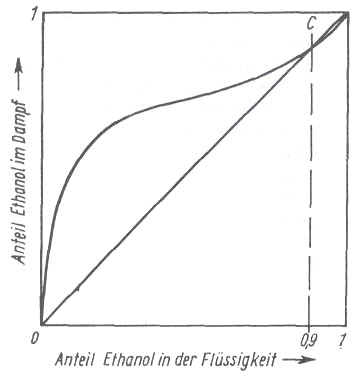 1
C
Anteil Ethanol im Dampf
0
0,9
1
Anteil Ethanol in der Flüssigkeit